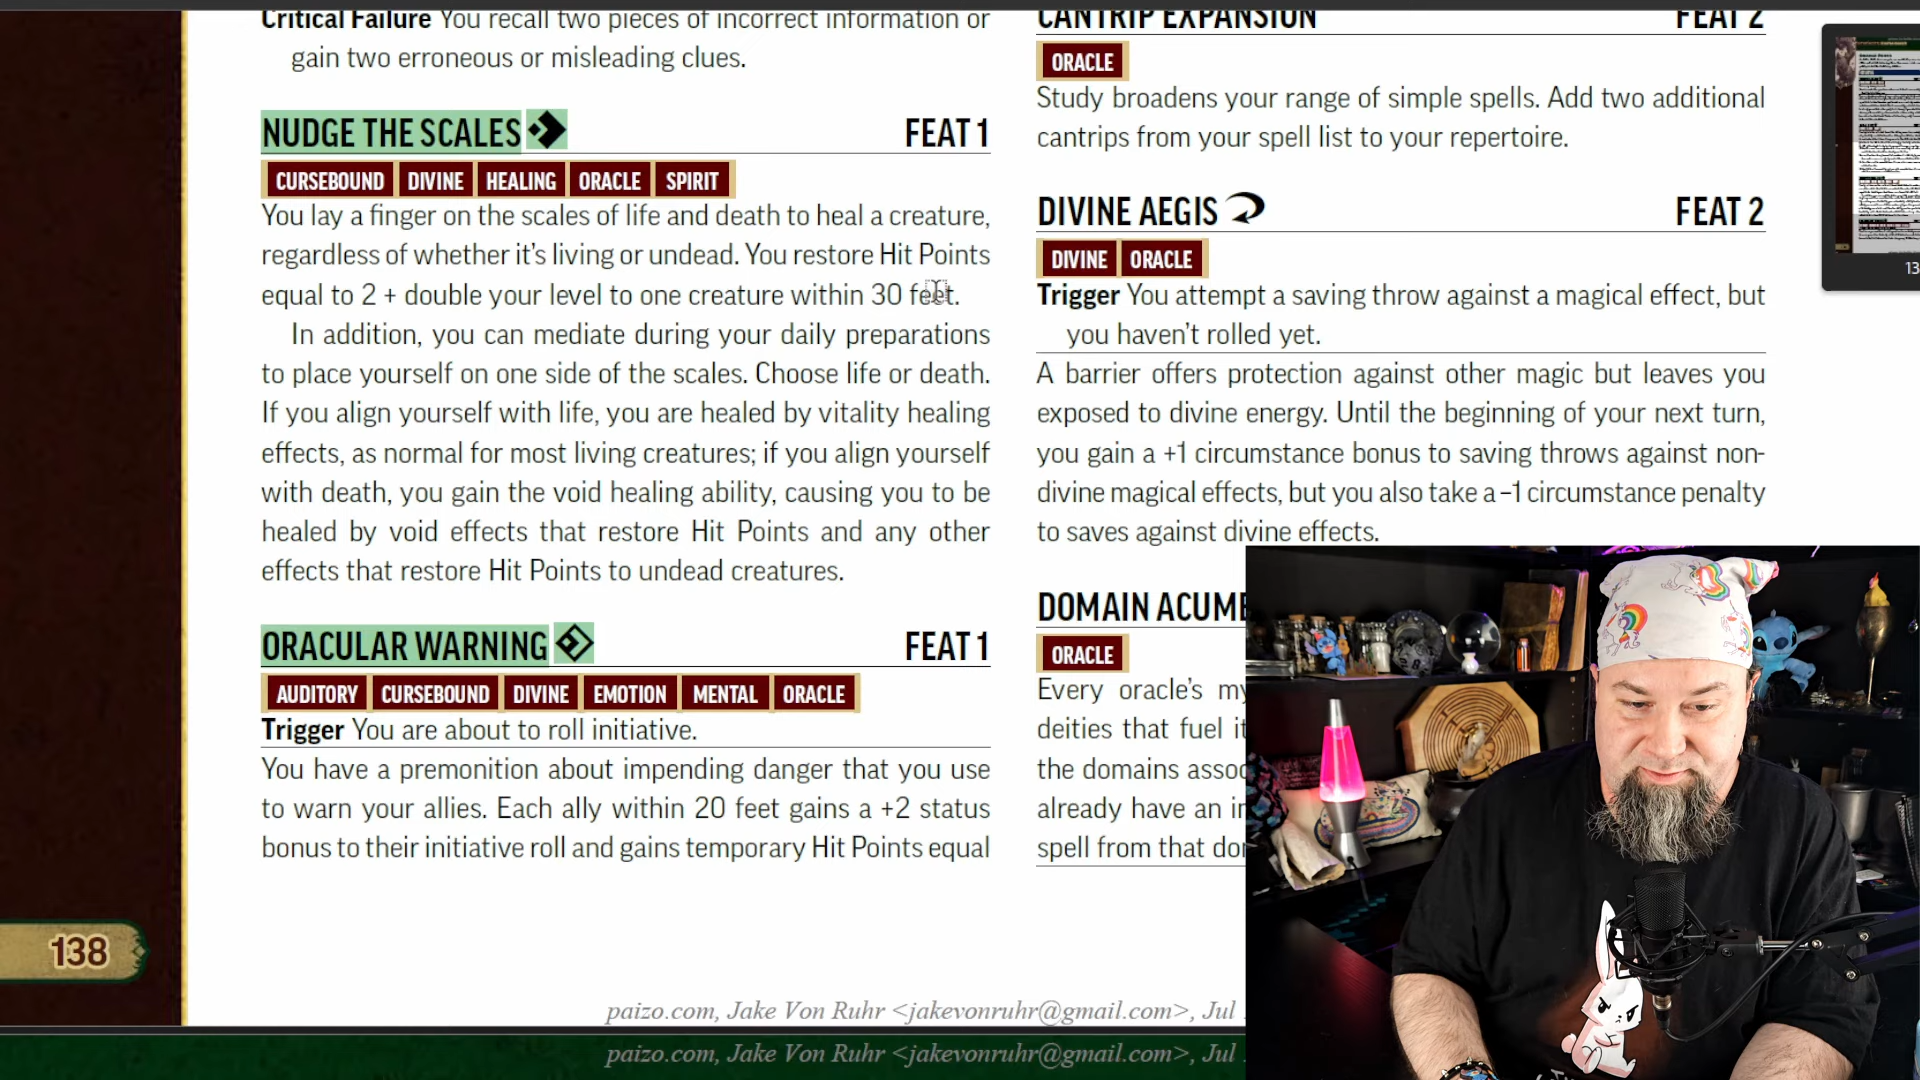 Critical Failure You recall two pieces of incorrect information or
gain two erroneous or misleading clues.
NUDGE THE SCALES FEAT 1
CURSEBOUND DIVINE HEALING ORACLE SPIRIT
You lay a finger on the scales of life and death to heal a creature,
regardless of whether it's living or undead. You restore Hit Points
equal to 2 + double your level to one creature within 30 feet.
In addition, you can mediate during your daily preparations
to place yourself on one side of the scales. Choose life or death.
If you align yourself with life, you are healed by vitality healing
effects, as normal for most living creatures; if you align yourself
with death, you gain the void healing ability, causing you to be
healed by void effects that restore Hit Points and any other
effects that restore Hit Points to undead creatures.
ORACULAR WARNING FEAT 1
AUDITORY CURSEBOUND DIVINE EMOTION MENTAL ORACLE
Trigger You are about to roll initiative.
You have a premonition about impending danger that you use
to warn your allies. Each ally within 20 feet gains a +2 status
bonus to their initiative roll and gains temporary Hit Points equal
CANTRIP EXPANSION FEAT 2
ORACLE
Study broadens your range of simple spells. Add two additional
cantrips from your spell list to your repertoire.
DIVINE AEGIS FEAT 2
DIVINE ORACLE
Trigger You attempt a saving throw against a magical effect, but
you haven't rolled yet.
A barrier offers protection against other magic but leaves you
exposed to divine energy. Until the beginning of your next turn,
you gain a +1 circumstance bonus to saving throws against non-
divine magical effects, but you also take a –1 circumstance penalty
to saves against divine effects.
DOMAIN ACUME
ORACLE
Every oracle's my
deities that fuel it
the domains assoc
already have an in
spell from that do
138
paizo.com, Jake Von Ruhr <jakevonruhr@gmail.com>, Jul
paizo.com, Jake Von Ruhr <jakevonruhr@gmail.com>, Jul
13